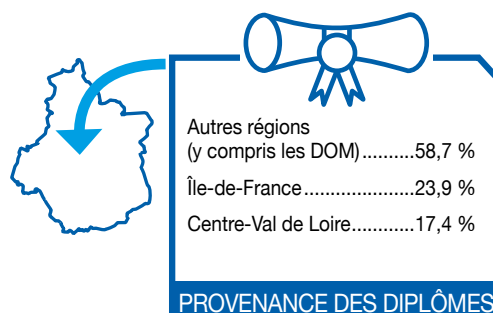 Autres régions
(y compris les DOM)..........58,7 %
Île-de-France.....................23,9 %
Centre-Val de Loire............17,4 %
PROVENANCE DES DIPLÔMES